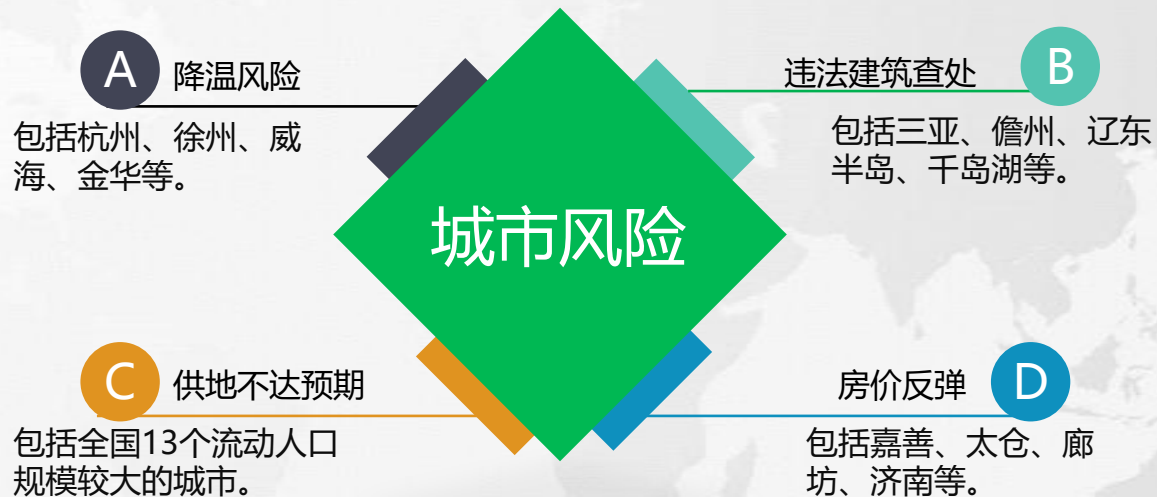 A
降温风险
包括杭州、徐州、威
海、金华等。
违法建筑查处
B
包括三亚、儋州、辽东
半岛、千岛湖等。
城市风险
C
供地不达预期
包括全国13个流动人口
规模较大的城市。
房价反弹
D
包括嘉善、太仓、廊
坊、济南等。